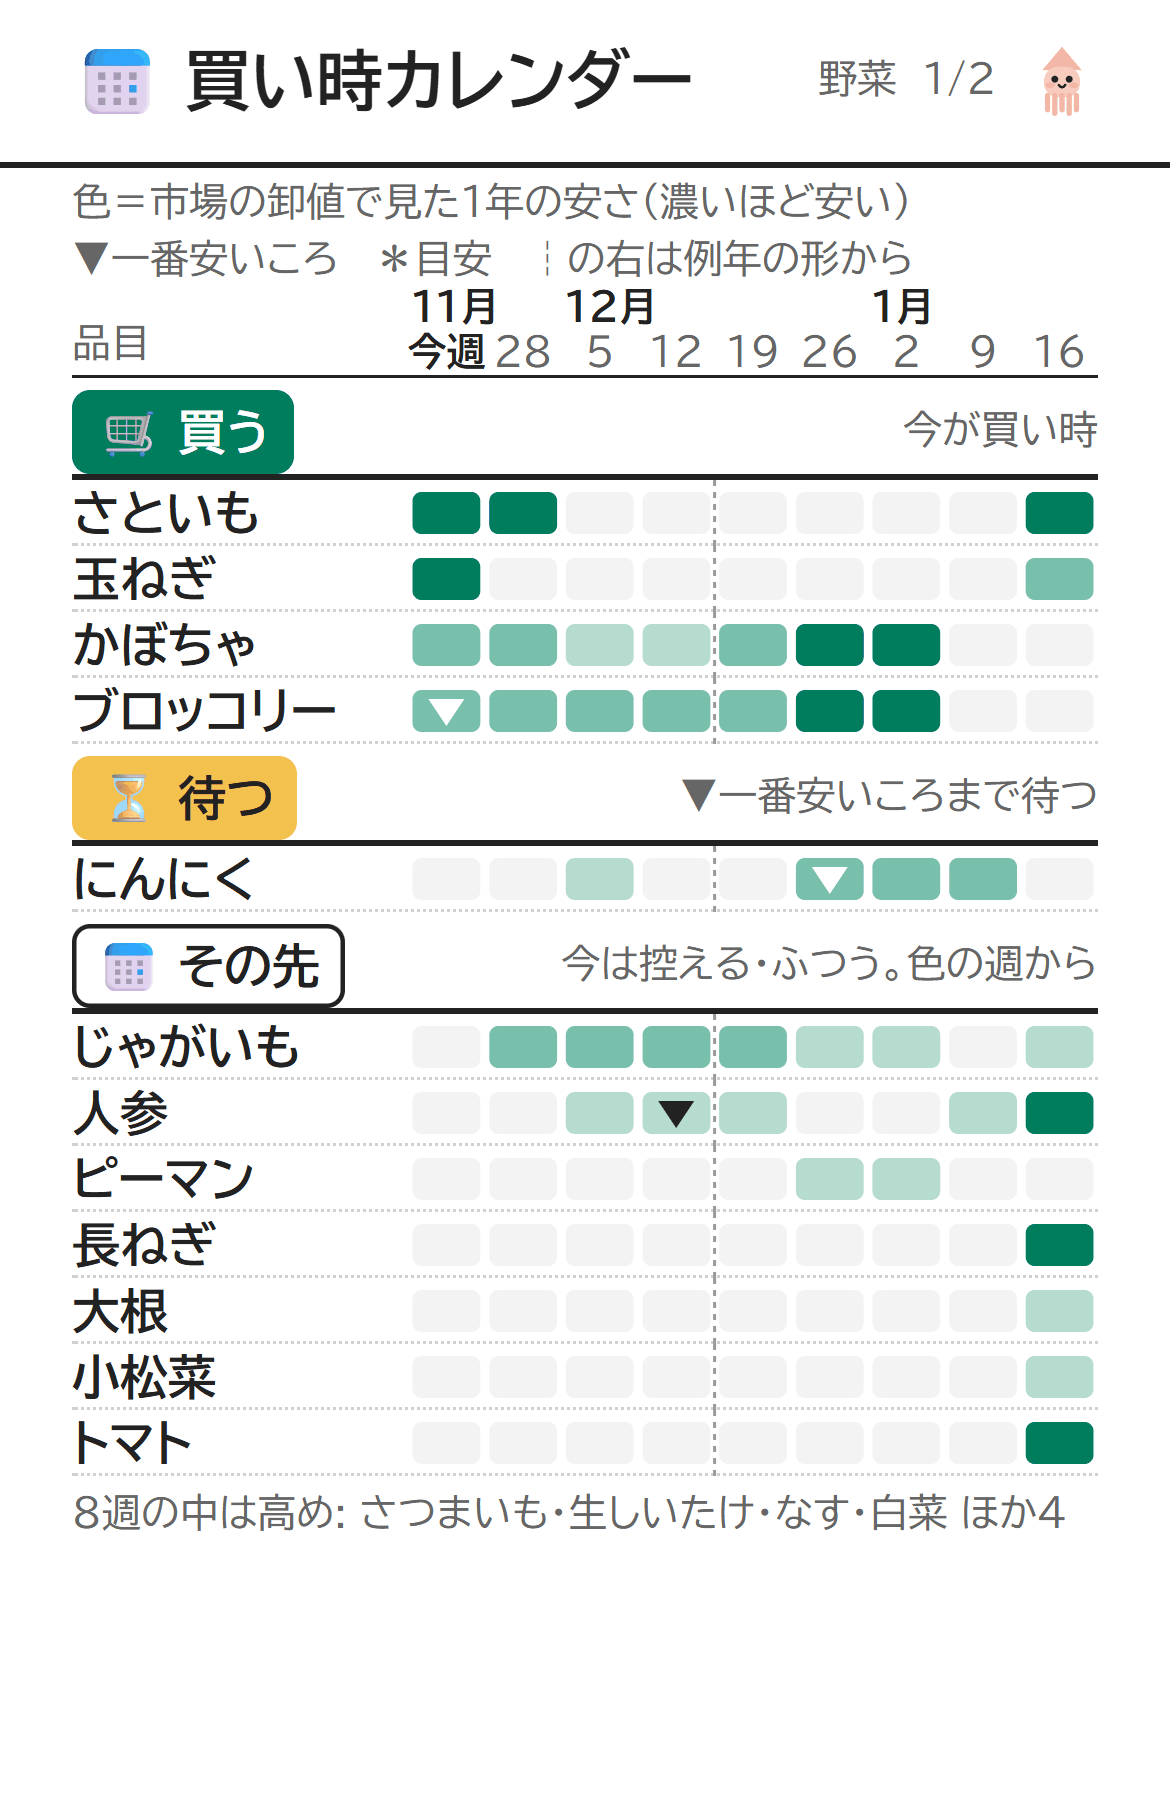 買い時カレンダー 野菜 1/2
色＝市場の卸値で見た1年の安さ（濃いほど安い）
▼一番安いころ ＊目安 ┊の右は例年の形から
11月 12月 1月
品目 今週 28 5 12 19 26 2 9 16
買う 今が買い時
さといも
玉ねぎ
かぼちゃ
ブロッコリー
待つ ▼一番安いころまで待つ
にんにく
その先 今は控える・ふつう。色の週から
じゃがいも
人参
ピーマン
長ねぎ
大根
小松菜
トマト
8週の中は高め: さつまいも・生しいたけ・なす・白菜 ほか4